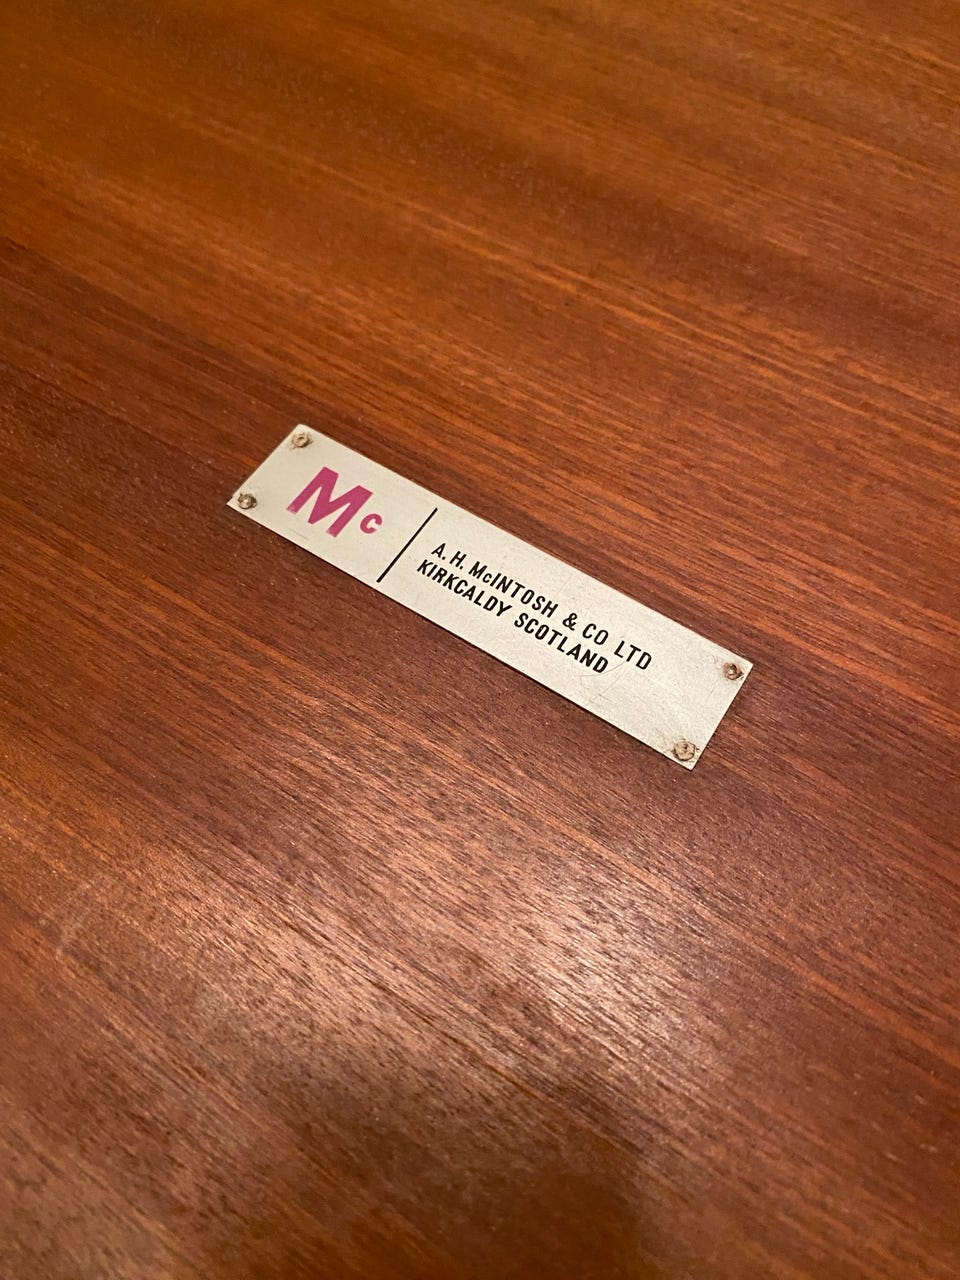 Mc
A. H. McINTOSH & CO LTD
KIRKCALDY SCOTLAND